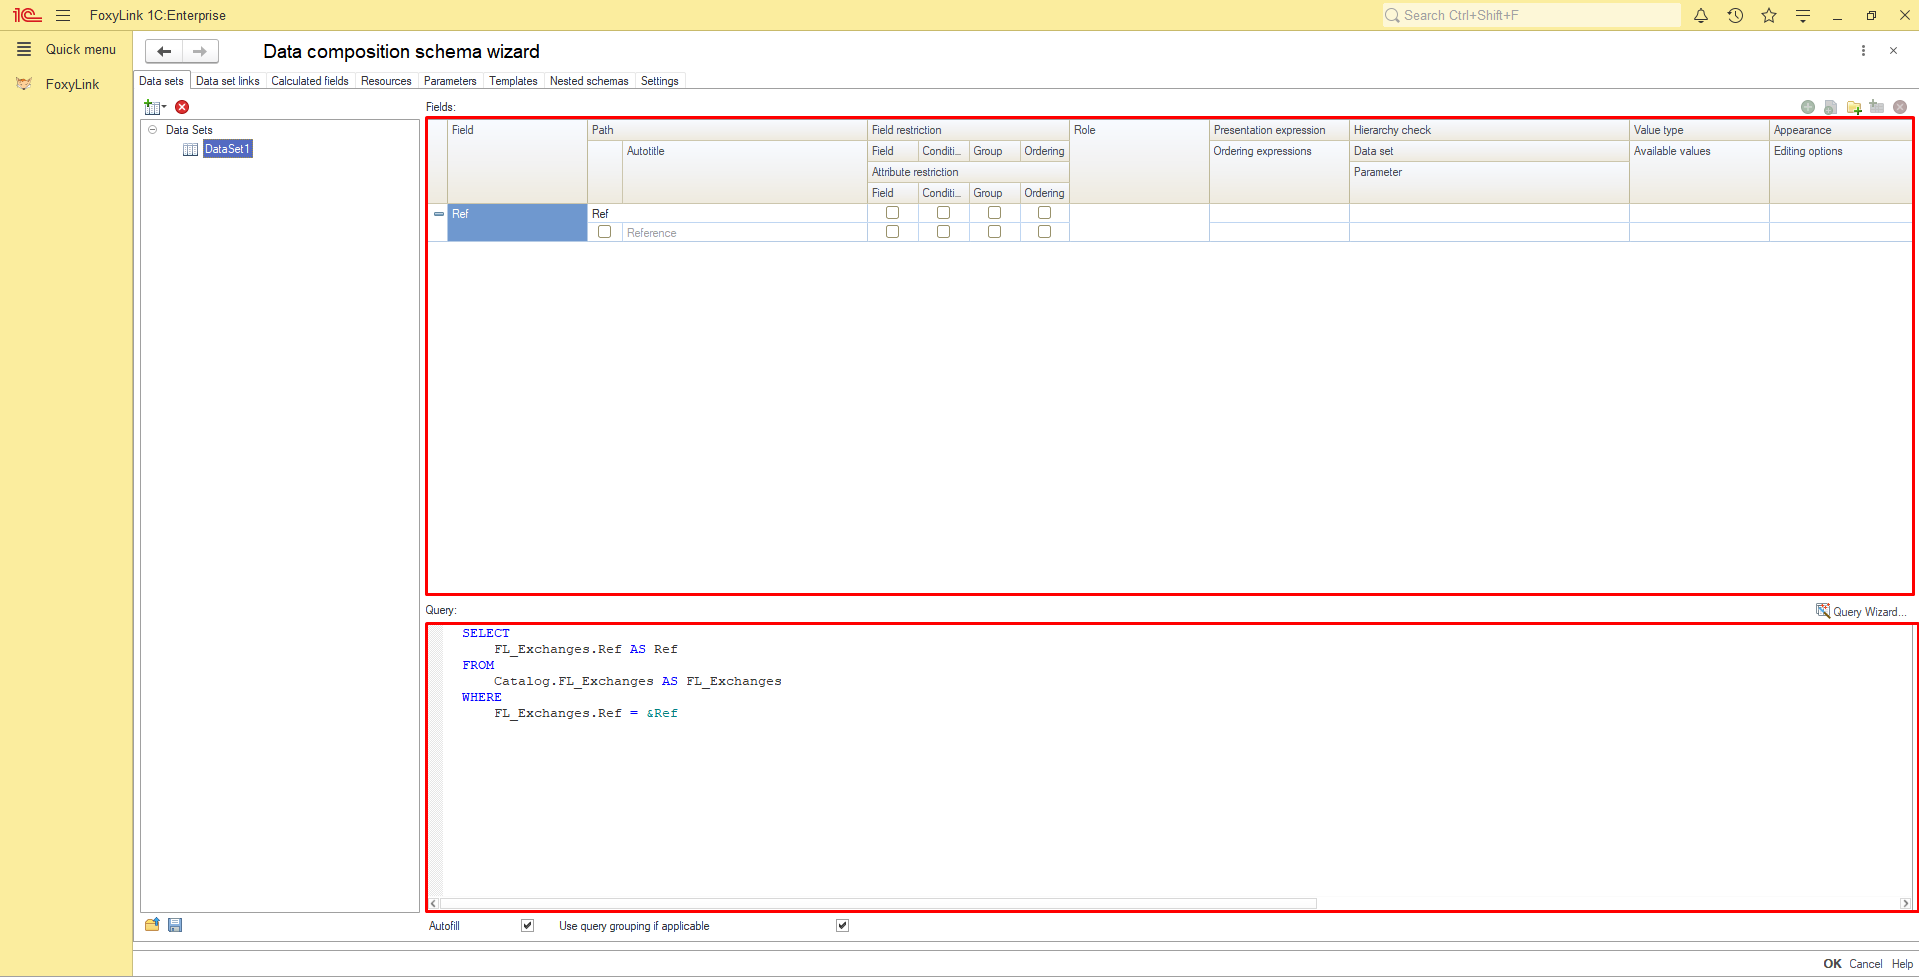 1C FoxyLink 1C:Enterprise
Search Ctrl+Shift+F
Quick menu
FoxyLink
Data composition schema wizard
Data sets Data set links Calculated fields Resources Parameters Templates Nested schemas Settings
Data Sets
DataSet1
Fields:
Field Path Field restriction Role Presentation expression Hierarchy check Value type Appearance
Autotitle Field Conditi... Group Ordering Ordering expressions Data set Available values Editing options
Attribute restriction Parameter
Field Conditi... Group Ordering
Ref Ref
Reference
Query:
Query Wizard...
SELECT
FL_Exchanges.Ref AS Ref
FROM
Catalog.FL_Exchanges AS FL_Exchanges
WHERE
FL_Exchanges.Ref = &Ref
Autofill Use query grouping if applicable
OK Cancel Help